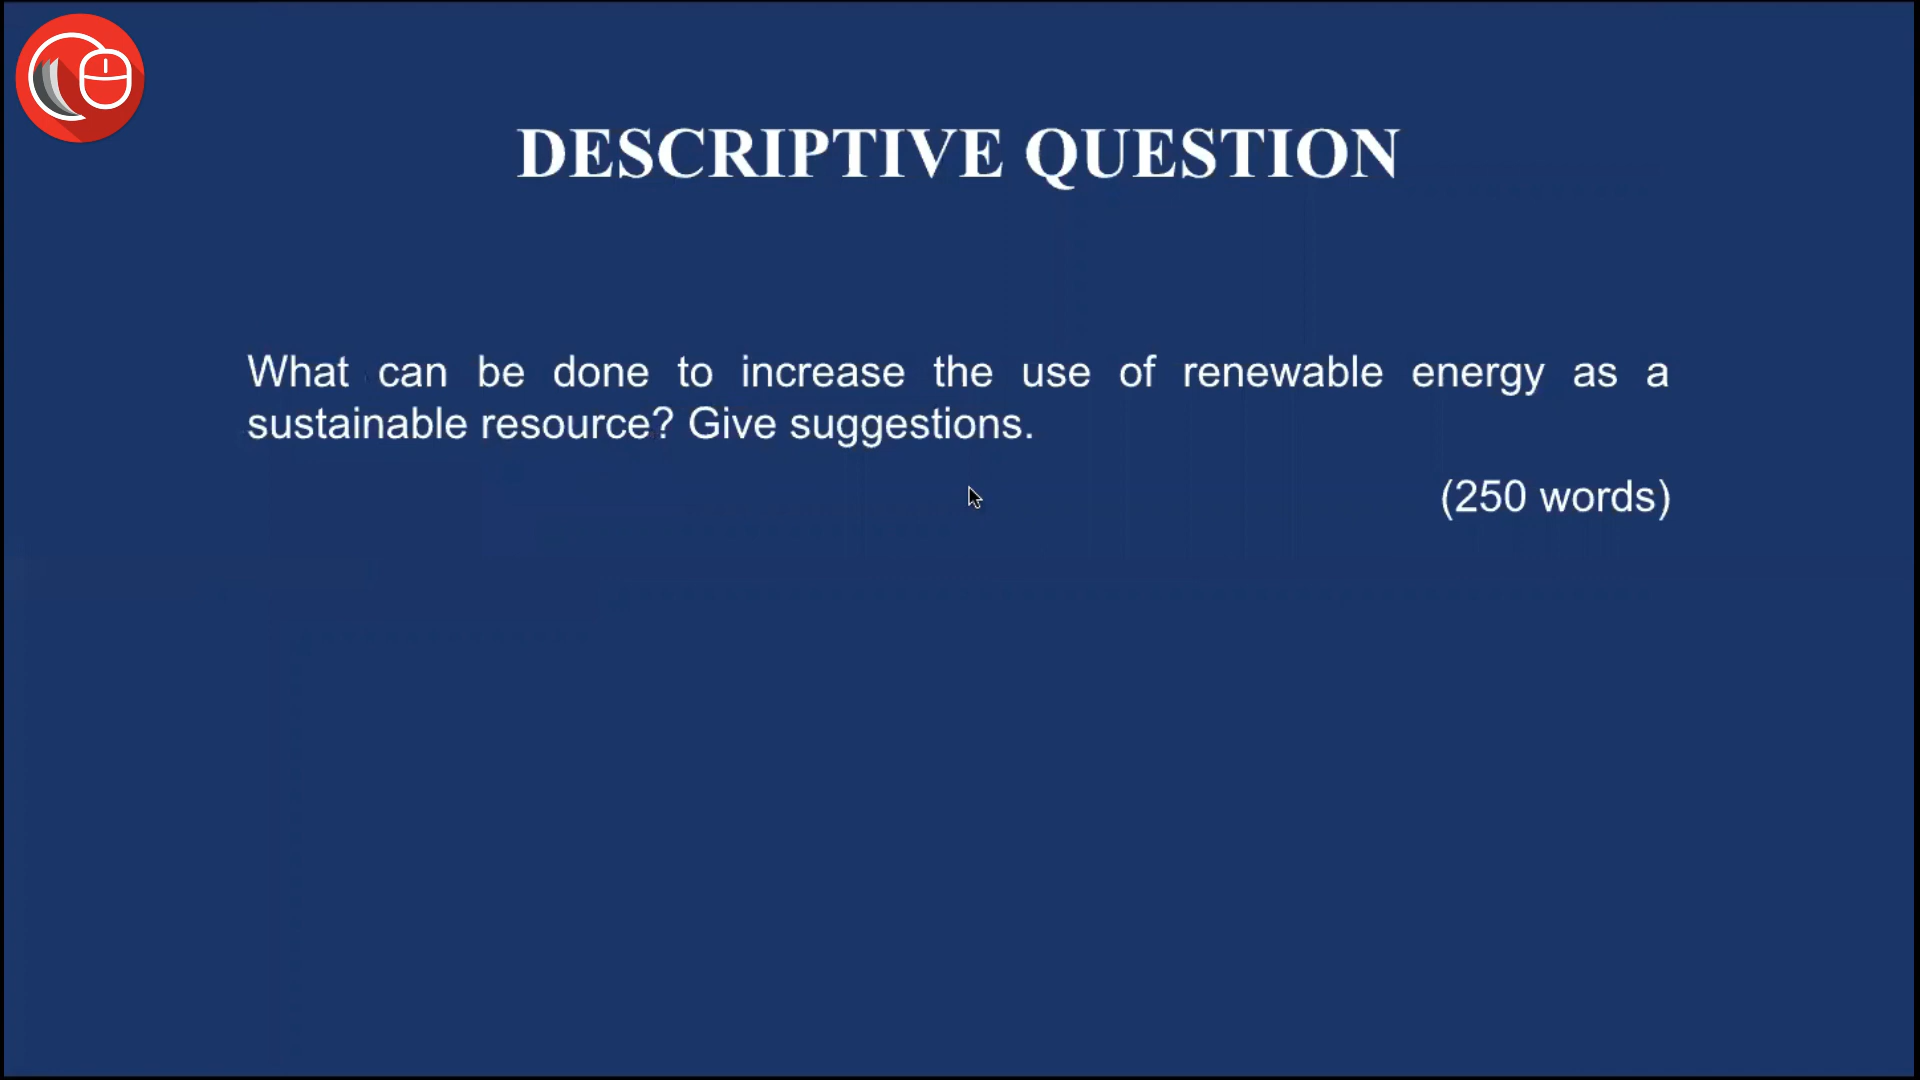 DESCRIPTIVE QUESTION
What can be done to increase the use of renewable energy as a
sustainable resource? Give suggestions.
(250 words)